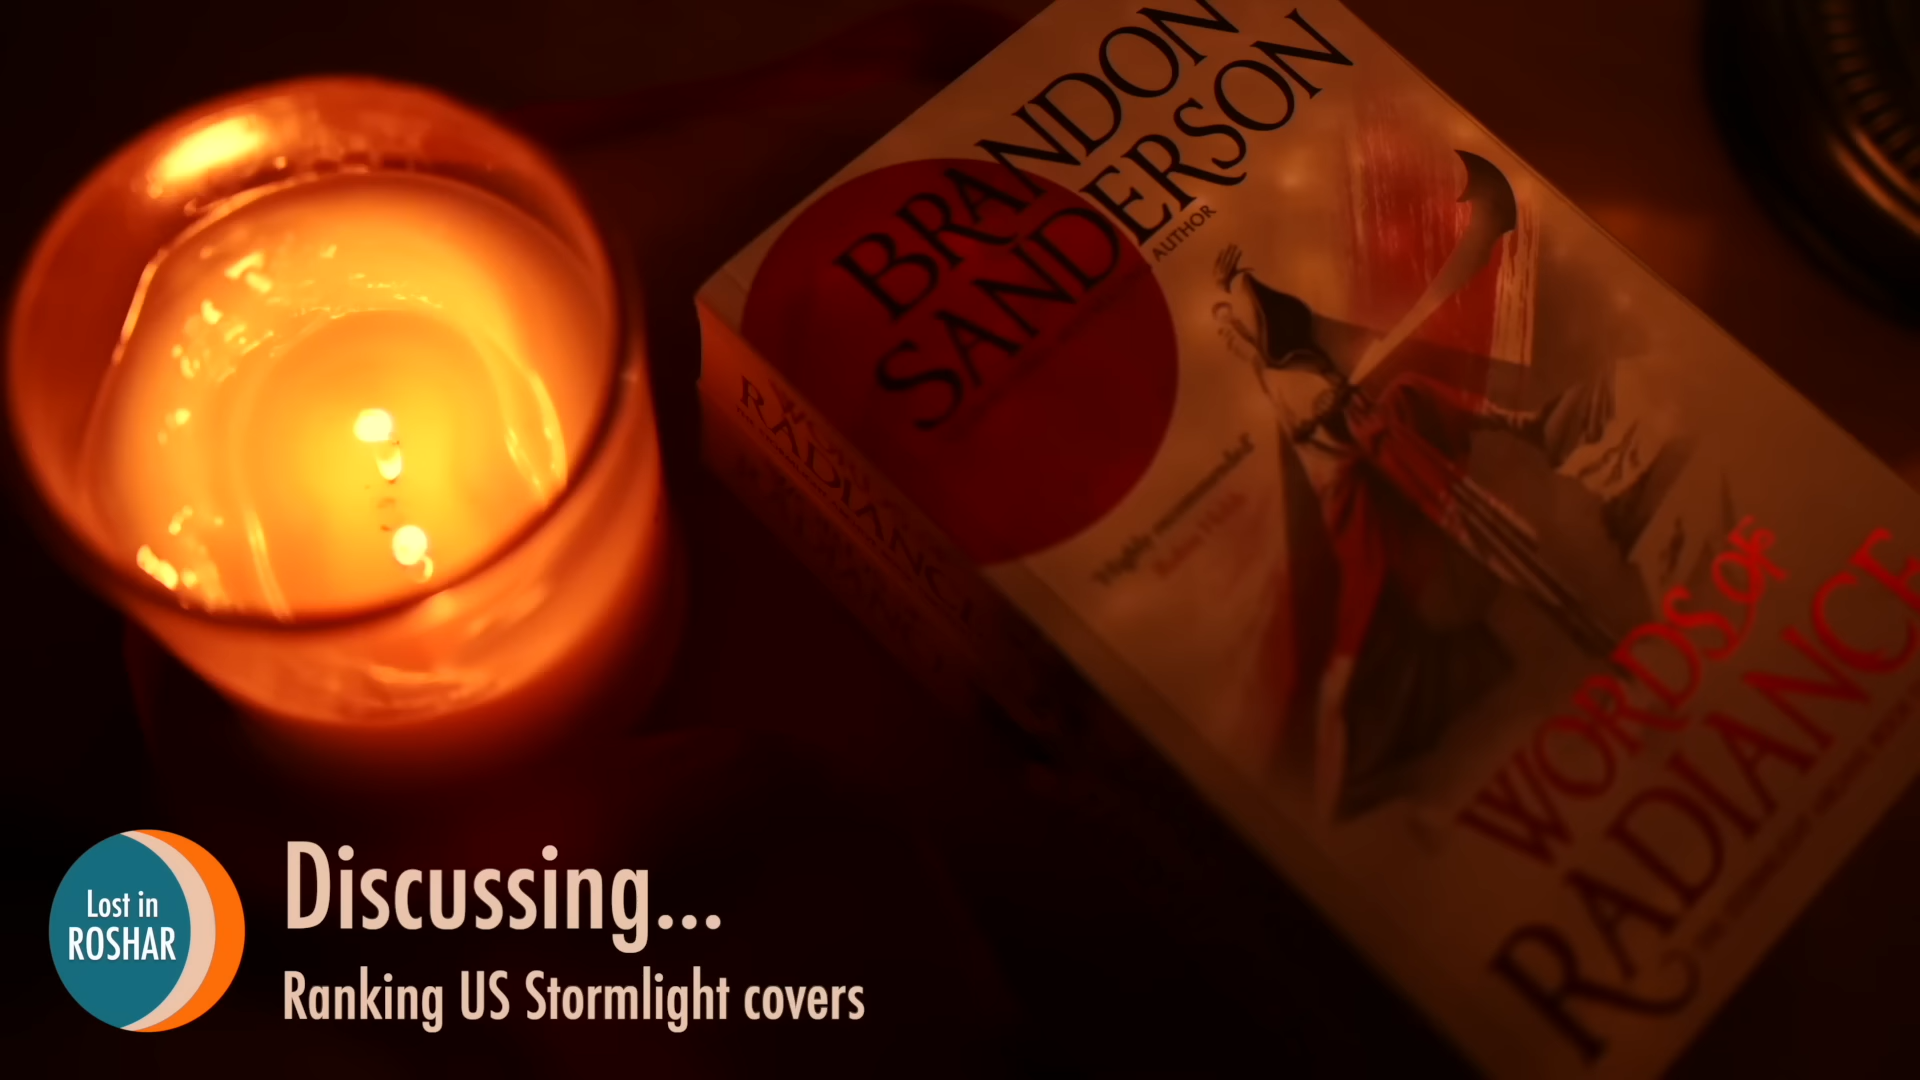 BRANDON
SANDERSON
AUTHOR
RADIANCE
WORDS OF
RADIANCE
Lost in
ROSHAR
Discussing...
Ranking US Stormlight covers